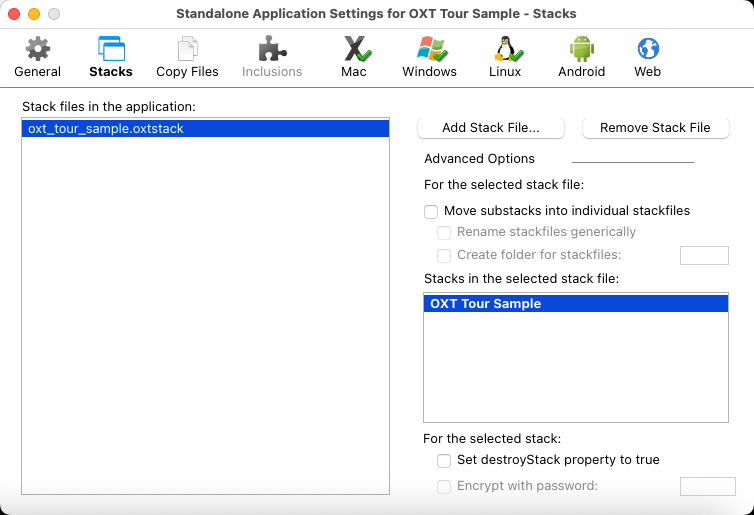 Standalone Application Settings for OXT Tour Sample - Stacks
General Stacks Copy Files Inclusions Mac Windows Linux Android Web
Stack files in the application:
oxt_tour_sample.oxtstack
Add Stack File... Remove Stack File
Advanced Options
For the selected stack file:
Move substacks into individual stackfiles
Rename stackfiles generically
Create folder for stackfiles:
Stacks in the selected stack file:
OXT Tour Sample
For the selected stack:
Set destroyStack property to true
Encrypt with password: